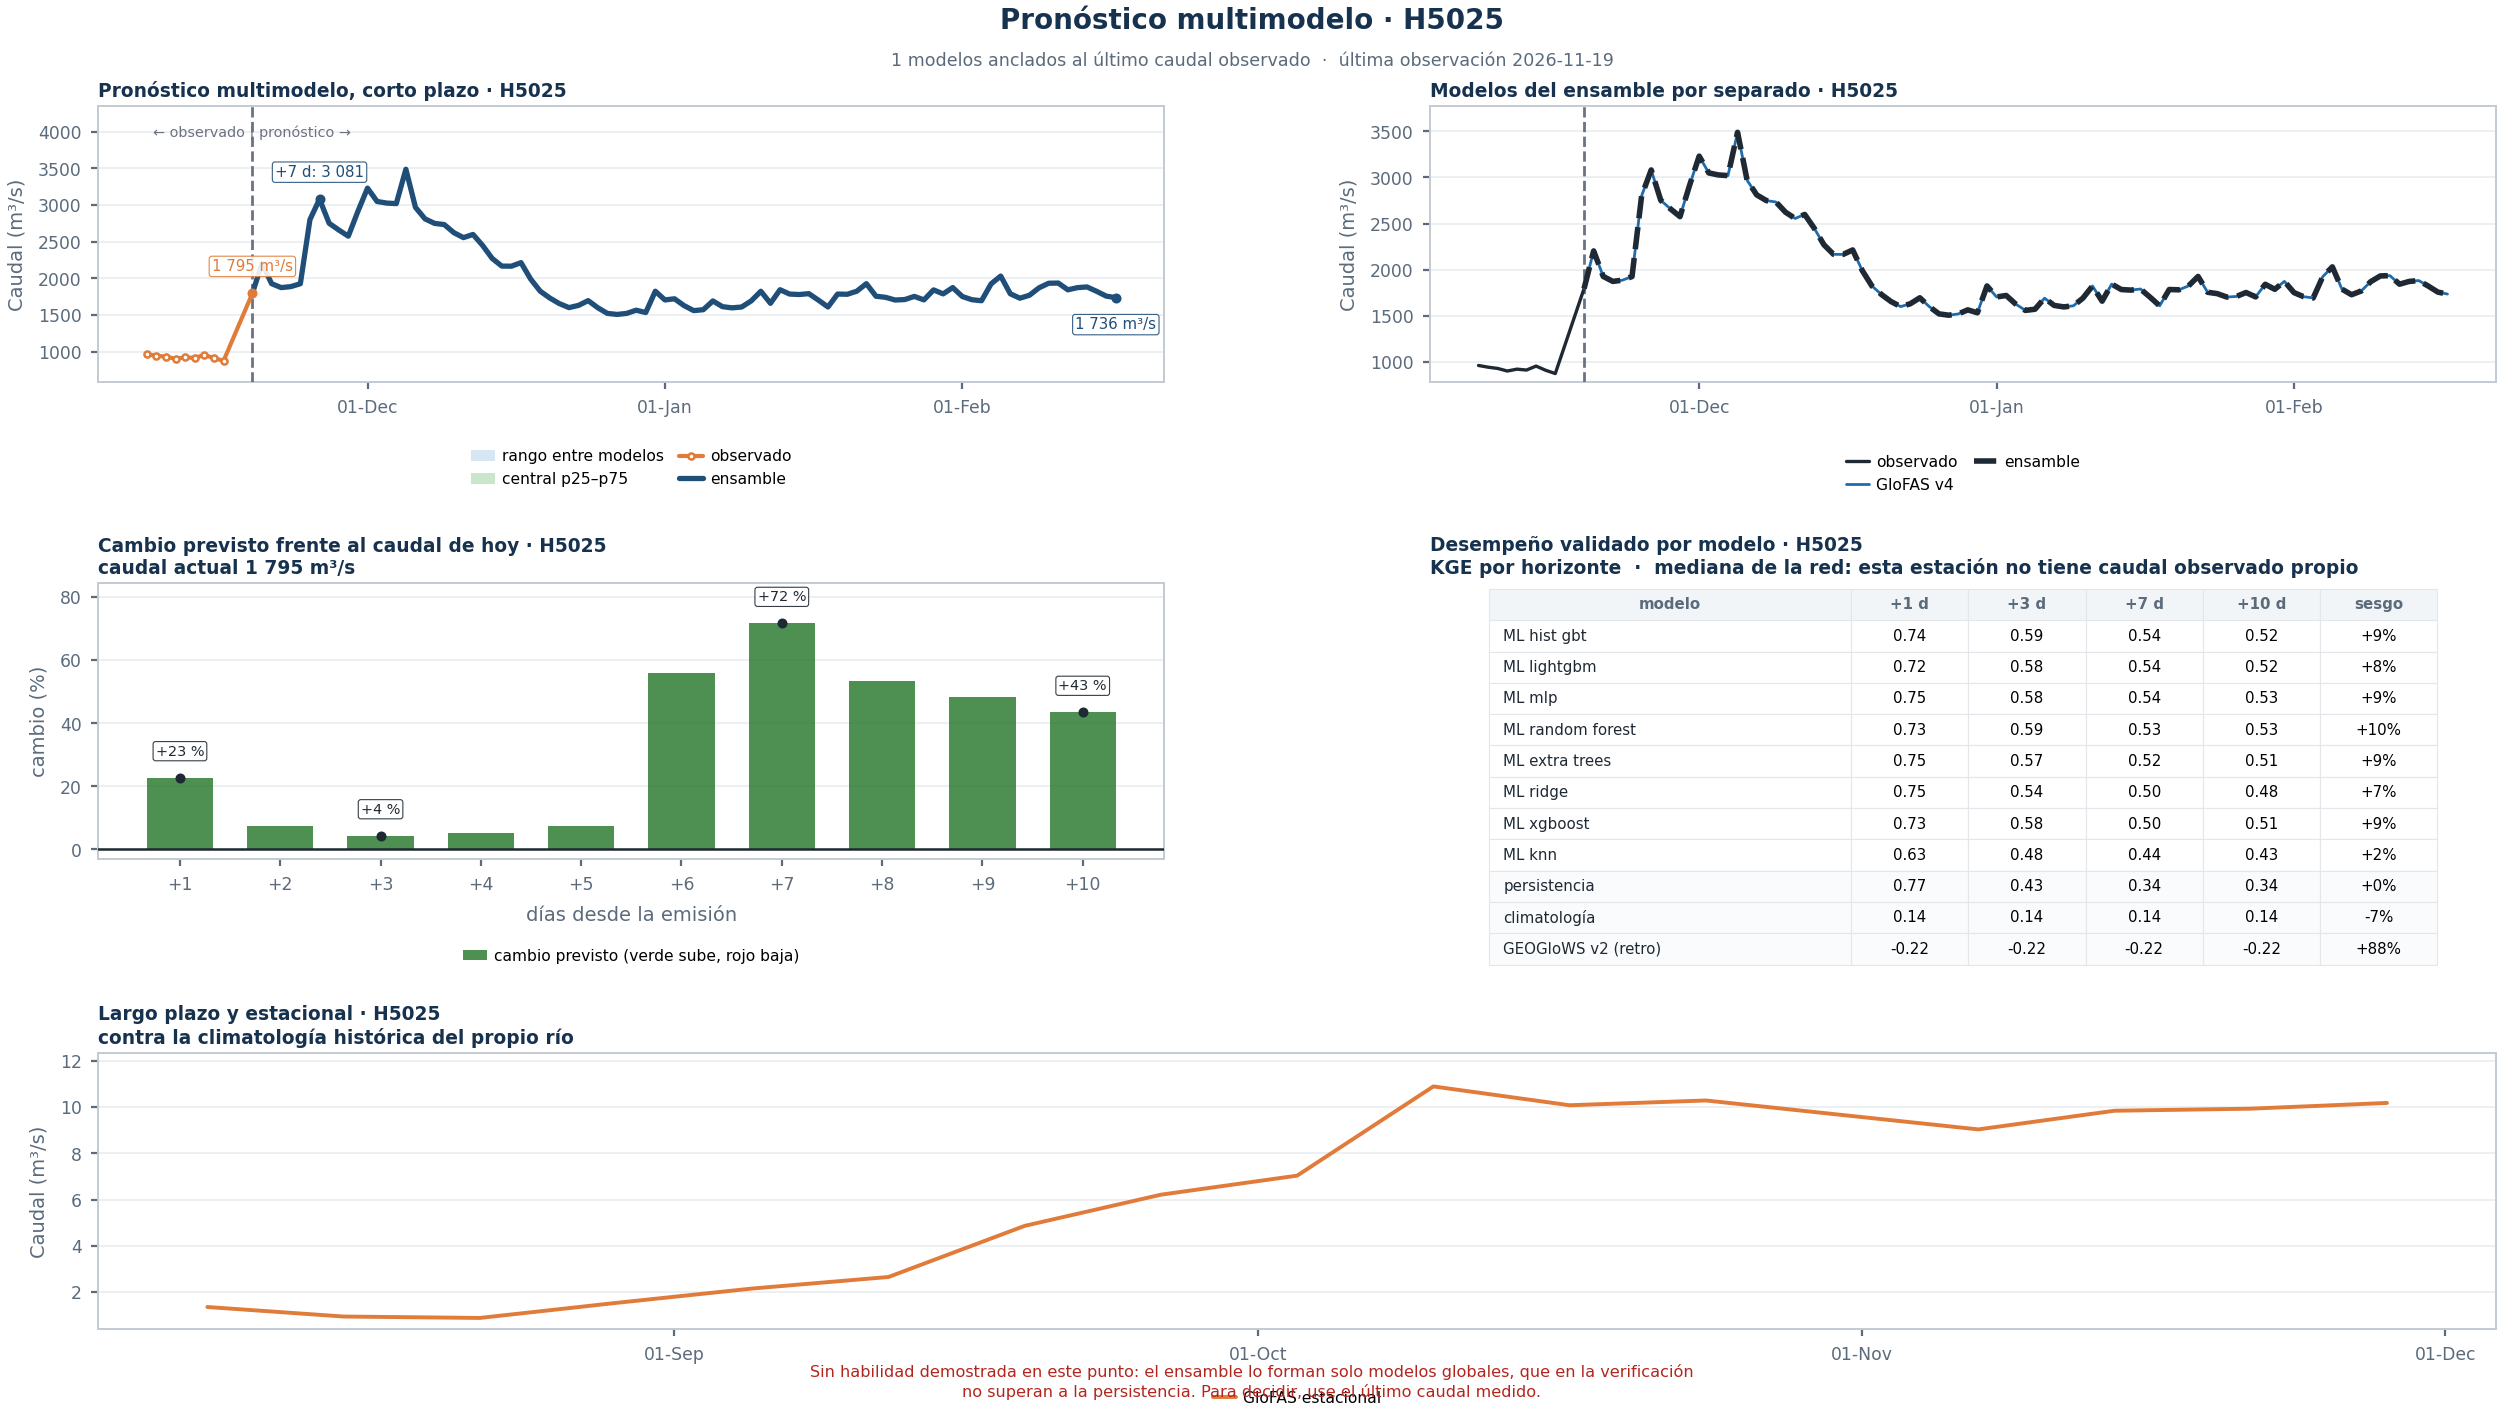 Pronóstico multimodelo · H5025
1 modelos anclados al último caudal observado · última observación 2026-11-19
Pronóstico multimodelo, corto plazo · H5025
Caudal (m³/s)
4000
3500
3000
2500
2000
1500
1000
← observado
pronóstico →
+7 d: 3 081
1 795 m³/s
1 736 m³/s
01-Dec
01-Jan
01-Feb
rango entre modelos
observado
central p25–p75
ensamble
Modelos del ensamble por separado · H5025
Caudal (m³/s)
3500
3000
2500
2000
1500
1000
01-Dec
01-Jan
01-Feb
observado
ensamble
GloFAS v4
Cambio previsto frente al caudal de hoy · H5025
caudal actual 1 795 m³/s
cambio (%)
80
60
40
20
0
+23 %
+4 %
+72 %
+43 %
+1
+2
+3
+4
+5
+6
+7
+8
+9
+10
días desde la emisión
cambio previsto (verde sube, rojo baja)
Desempeño validado por modelo · H5025
KGE por horizonte · mediana de la red: esta estación no tiene caudal observado propio
modelo +1 d +3 d +7 d +10 d sesgo
ML hist gbt 0.74 0.59 0.54 0.52 +9%
ML lightgbm 0.72 0.58 0.54 0.52 +8%
ML mlp 0.75 0.58 0.54 0.53 +9%
ML random forest 0.73 0.59 0.53 0.53 +10%
ML extra trees 0.75 0.57 0.52 0.51 +9%
ML ridge 0.75 0.54 0.50 0.48 +7%
ML xgboost 0.73 0.58 0.50 0.51 +9%
ML knn 0.63 0.48 0.44 0.43 +2%
persistencia 0.77 0.43 0.34 0.34 +0%
climatología 0.14 0.14 0.14 0.14 -7%
GEOGloWS v2 (retro) -0.22 -0.22 -0.22 -0.22 +88%
Largo plazo y estacional · H5025
contra la climatología histórica del propio río
Caudal (m³/s)
12
10
8
6
4
2
01-Sep
01-Oct
01-Nov
01-Dec
Sin habilidad demostrada en este punto: el ensamble lo forman solo modelos globales, que en la verificación
no superan a la persistencia. Para decidir, use el último caudal medido.
GloFAS estacional